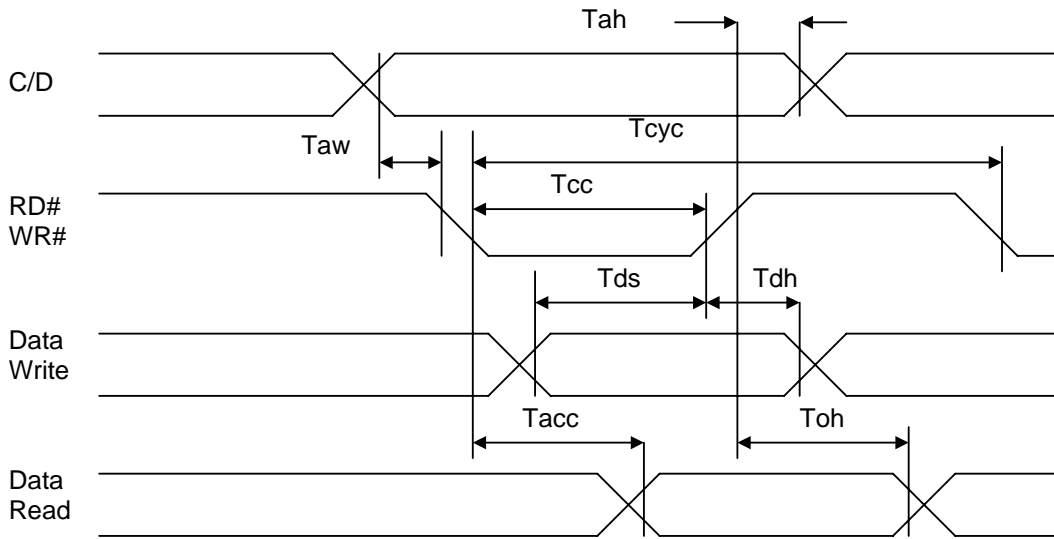 Tah
C/D
Tcyc
Taw
Tcc
RD#
WR#
Tds
Tdh
Data
Write
Tacc
Toh
Data
Read